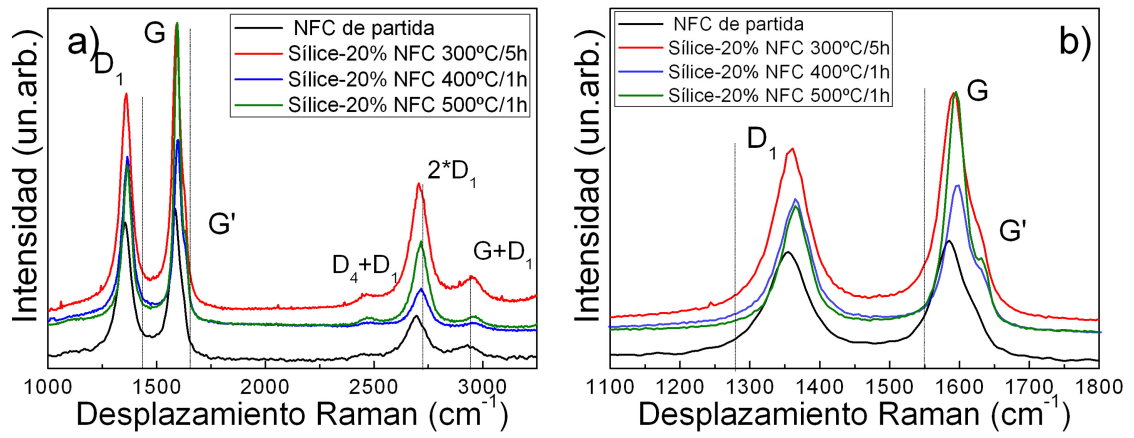 a)
NFC de partida
Sílice-20% NFC 300ºC/5h
Sílice-20% NFC 400ºC/1h
Sílice-20% NFC 500ºC/1h
G
D1
2*D1
G'
D4+D1
G+D1
Intensidad (un.arb.)
1000 1500 2000 2500 3000
Desplazamiento Raman (cm-1)
b)
NFC de partida
Sílice-20% NFC 300ºC/5h
Sílice-20% NFC 400ºC/1h
Sílice-20% NFC 500ºC/1h
G
D1
G'
Intensidad (un.arb.)
1100 1200 1300 1400 1500 1600 1700 1800
Desplazamiento Raman (cm-1)